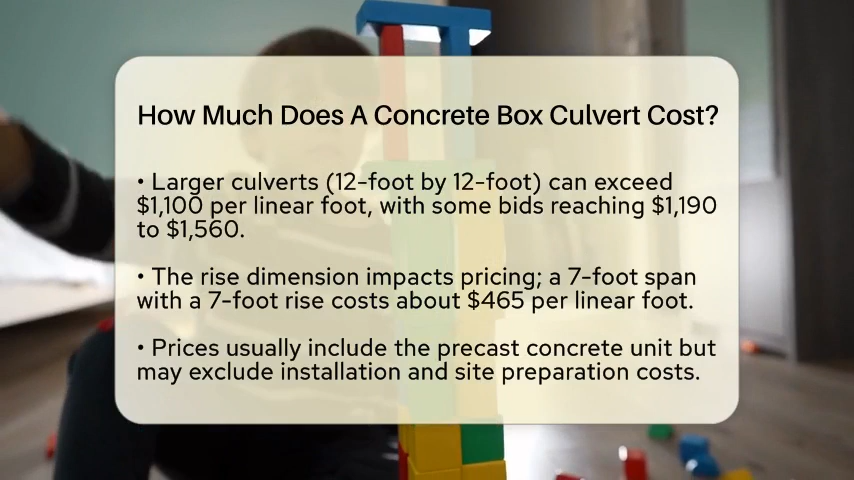 How Much Does A Concrete Box Culvert Cost?
• Larger culverts (12-foot by 12-foot) can exceed
$1,100 per linear foot, with some bids reaching $1,190
to $1,560.
• The rise dimension impacts pricing; a 7-foot span
with a 7-foot rise costs about $465 per linear foot.
• Prices usually include the precast concrete unit but
may exclude installation and site preparation costs.